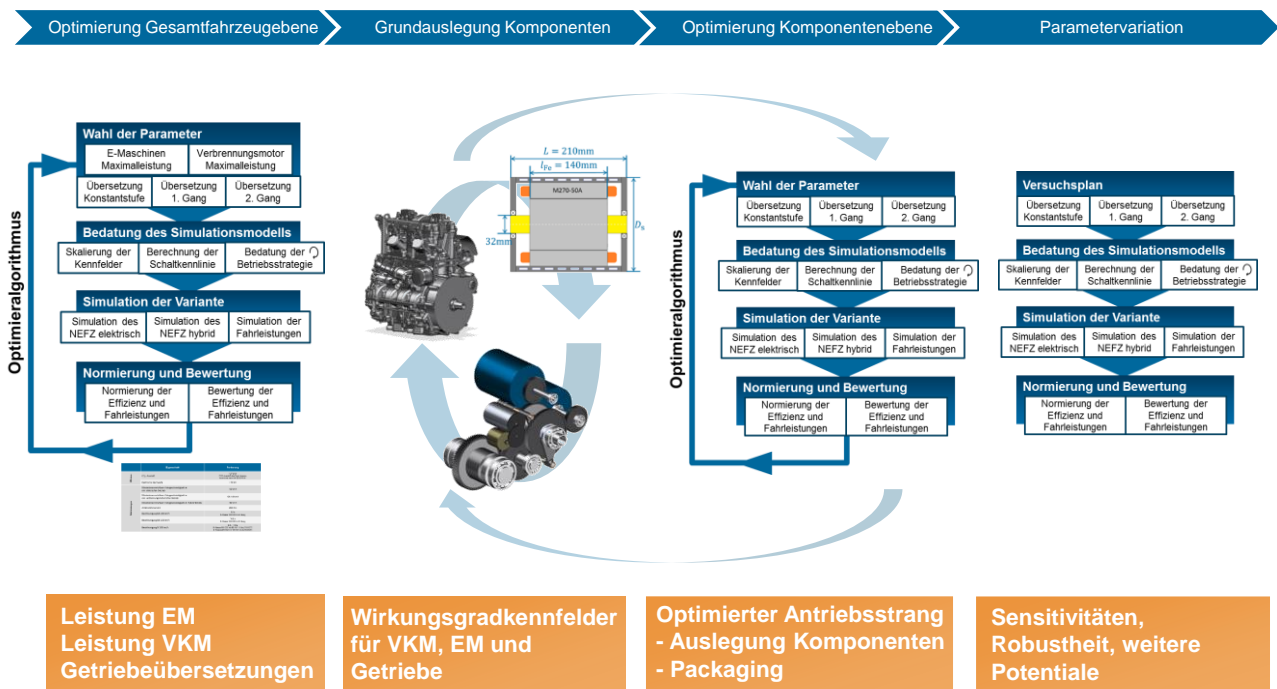 Optimierung Gesamtfahrzeugebene
Grundauslegung Komponenten
Optimierung Komponentenebene
Parametervariation
Optimieralgorithmus
Wahl der Parameter
E-Maschinen
Maximalleistung
Verbrennungsmotor
Maximalleistung
Übersetzung
Konstantstufe
Übersetzung
1. Gang
Übersetzung
2. Gang
Bedatung des Simulationsmodells
Skalierung der
Kennfelder
Berechnung der
Schaltkennlinie
Bedatung der
Betriebsstrategie
Simulation der Variante
Simulation des
NEFZ elektrisch
Simulation des
NEFZ hybrid
Simulation der
Fahrleistungen
Normierung und Bewertung
Normierung der
Effizienz und
Fahrleistungen
Bewertung der
Effizienz und
Fahrleistungen
L = 210mm
l_Fe = 140mm
M270-50A
D_s
32mm
Optimieralgorithmus
Wahl der Parameter
Übersetzung
Konstantstufe
Übersetzung
1. Gang
Übersetzung
2. Gang
Bedatung des Simulationsmodells
Skalierung der
Kennfelder
Berechnung der
Schaltkennlinie
Bedatung der
Betriebsstrategie
Simulation der Variante
Simulation des
NEFZ elektrisch
Simulation des
NEFZ hybrid
Simulation der
Fahrleistungen
Normierung und Bewertung
Normierung der
Effizienz und
Fahrleistungen
Bewertung der
Effizienz und
Fahrleistungen
Versuchsplan
Übersetzung
Konstantstufe
Übersetzung
1. Gang
Übersetzung
2. Gang
Bedatung des Simulationsmodells
Skalierung der
Kennfelder
Berechnung der
Schaltkennlinie
Bedatung der
Betriebsstrategie
Simulation der Variante
Simulation des
NEFZ elektrisch
Simulation des
NEFZ hybrid
Simulation der
Fahrleistungen
Normierung und Bewertung
Normierung der
Effizienz und
Fahrleistungen
Bewertung der
Effizienz und
Fahrleistungen
Leistung EM
Leistung VKM
Getriebeübersetzungen
Wirkungsgradkennfelder
für VKM, EM und
Getriebe
Optimierter Antriebsstrang
- Auslegung Komponenten
- Packaging
Sensitivitäten,
Robustheit, weitere
Potentiale